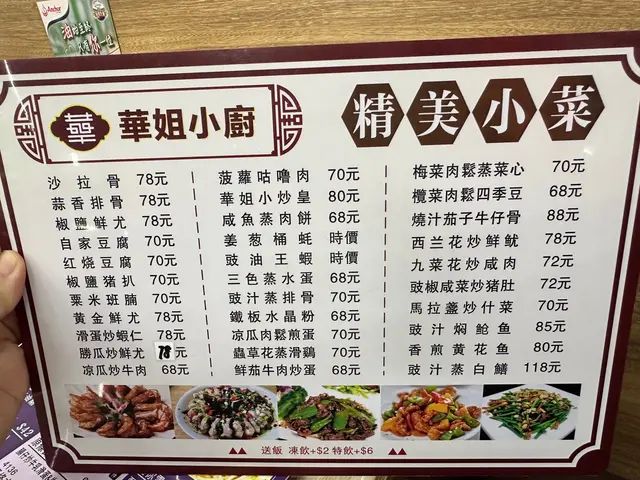 Anchor
華
華姐小廚
精美小菜
沙拉骨 78元
蒜香排骨 78元
椒鹽鮮尤 78元
自家豆腐 70元
红烧豆腐 70元
椒鹽豬扒 70元
粟米班腩 70元
黄金鮮尤 78元
滑蛋炒蝦仁 78元
勝瓜炒鮮尤 78元
凉瓜炒牛肉 68元
菠蘿咕嚕肉 70元
華姐小炒皇 80元
咸魚蒸肉餅 68元
姜葱桶蚝 時價
豉油王蝦 時價
三色蒸水蛋 68元
豉汁蒸排骨 70元
鐵板水晶粉 68元
凉瓜肉鬆煎蛋 70元
蟲草花蒸滑鷄 70元
鮮茄牛肉炒蛋 68元
梅菜肉鬆蒸菜心 70元
欖菜肉鬆四季豆 68元
燒汁茄子牛仔骨 88元
西兰花炒鮮魷 78元
九菜花炒咸肉 72元
豉椒咸菜炒猪肚 72元
馬拉盞炒什菜 70元
豉汁焖鲶鱼 85元
香煎黄花鱼 80元
豉汁蒸白鱔 118元
送飯 凍飲+$2 特飲+$6